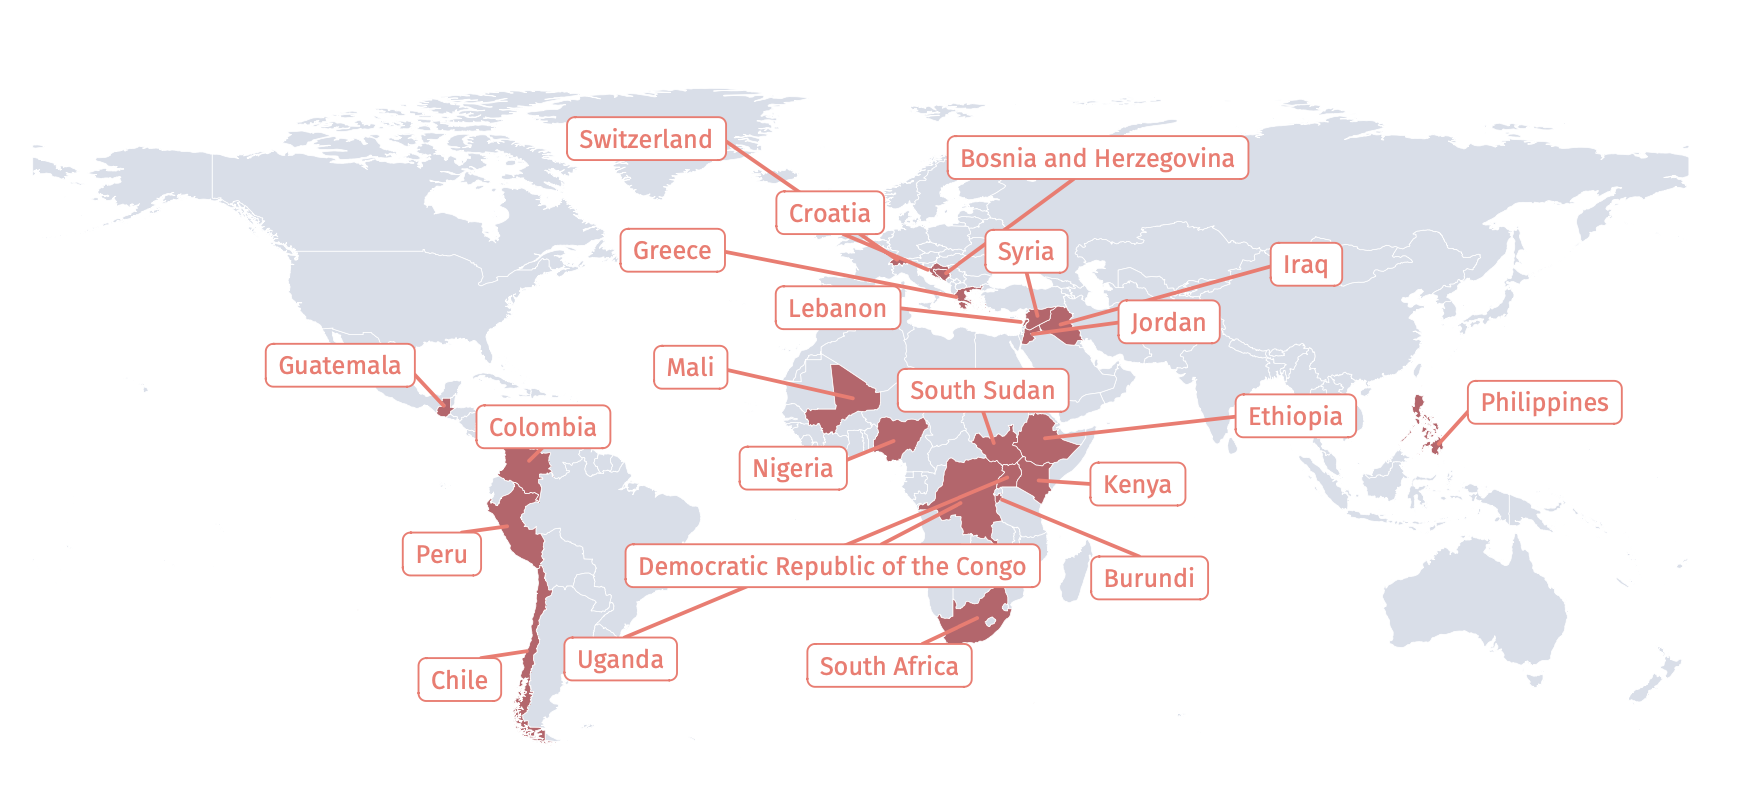 Switzerland
Bosnia and Herzegovina
Croatia
Greece
Syria
Iraq
Lebanon
Jordan
Guatemala
Mali
South Sudan
Philippines
Ethiopia
Colombia
Nigeria
Kenya
Peru
Democratic Republic of the Congo
Burundi
Uganda
South Africa
Chile